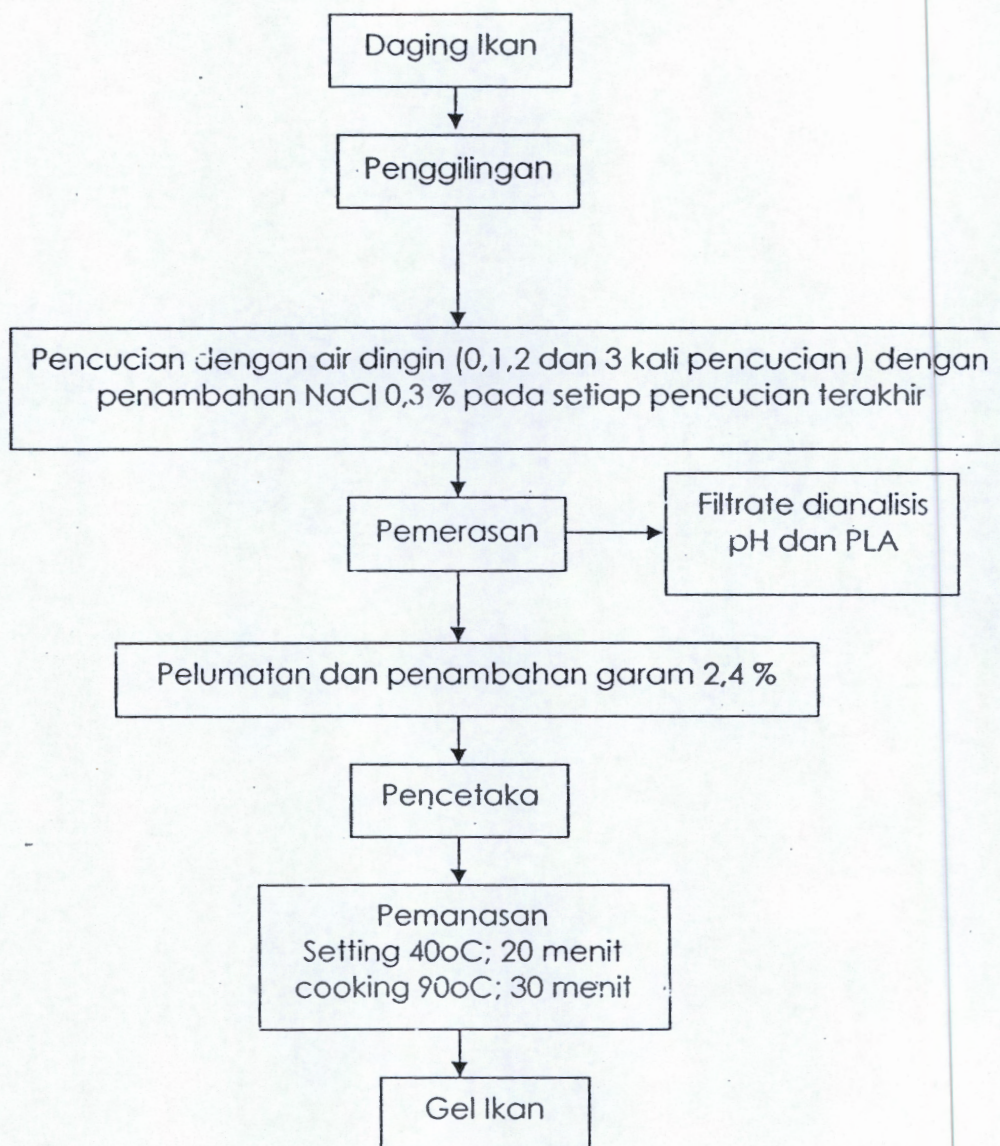 Daging Ikan
Penggilingan
Pencucian dengan air dingin (0,1,2 dan 3 kali pencucian ) dengan
penambahan NaCl 0,3 % pada setiap pencucian terakhir
Pemerasan
Filtrate dianalisis
pH dan PLA
Pelumatan dan penambahan garam 2,4 %
Pencetaka
Pemanasan
Setting 40oC; 20 menit
cooking 90oC; 30 menit
Gel Ikan